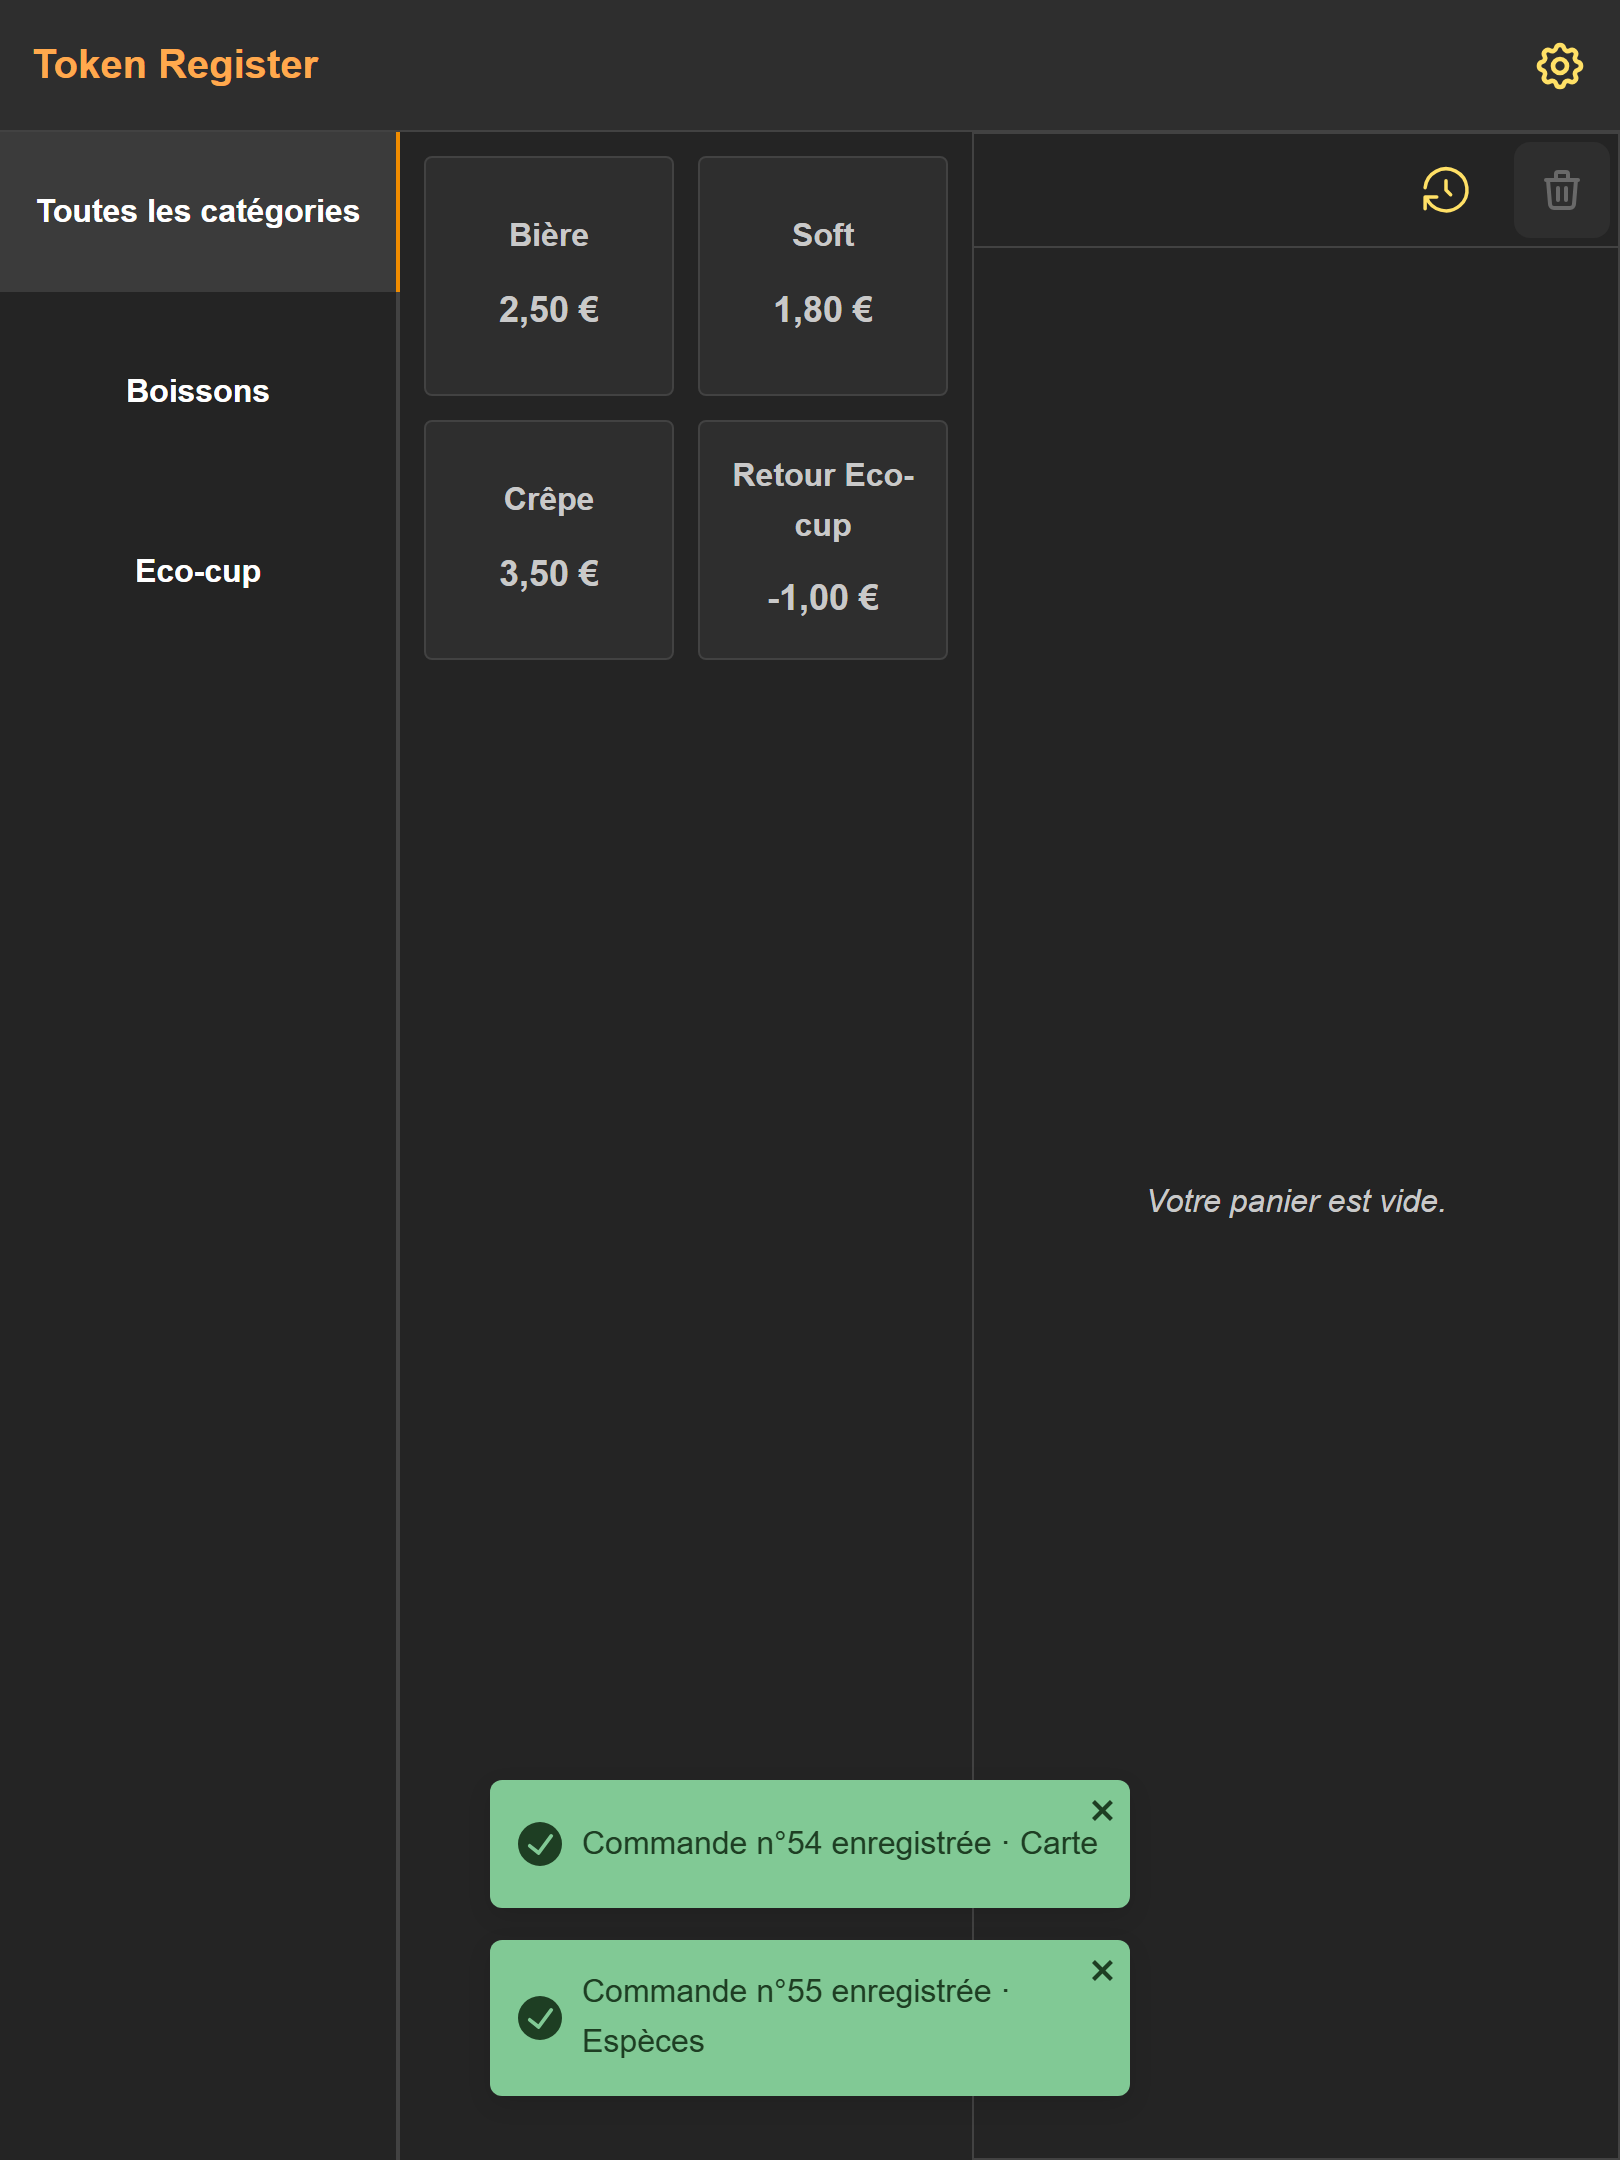 Token Register
Toutes les catégories
Boissons
Eco-cup
Bière
2,50 €
Soft
1,80 €
Crêpe
3,50 €
Retour Eco-
cup
-1,00 €
Votre panier est vide.
Commande n°54 enregistrée · Carte
Commande n°55 enregistrée ·
Espèces